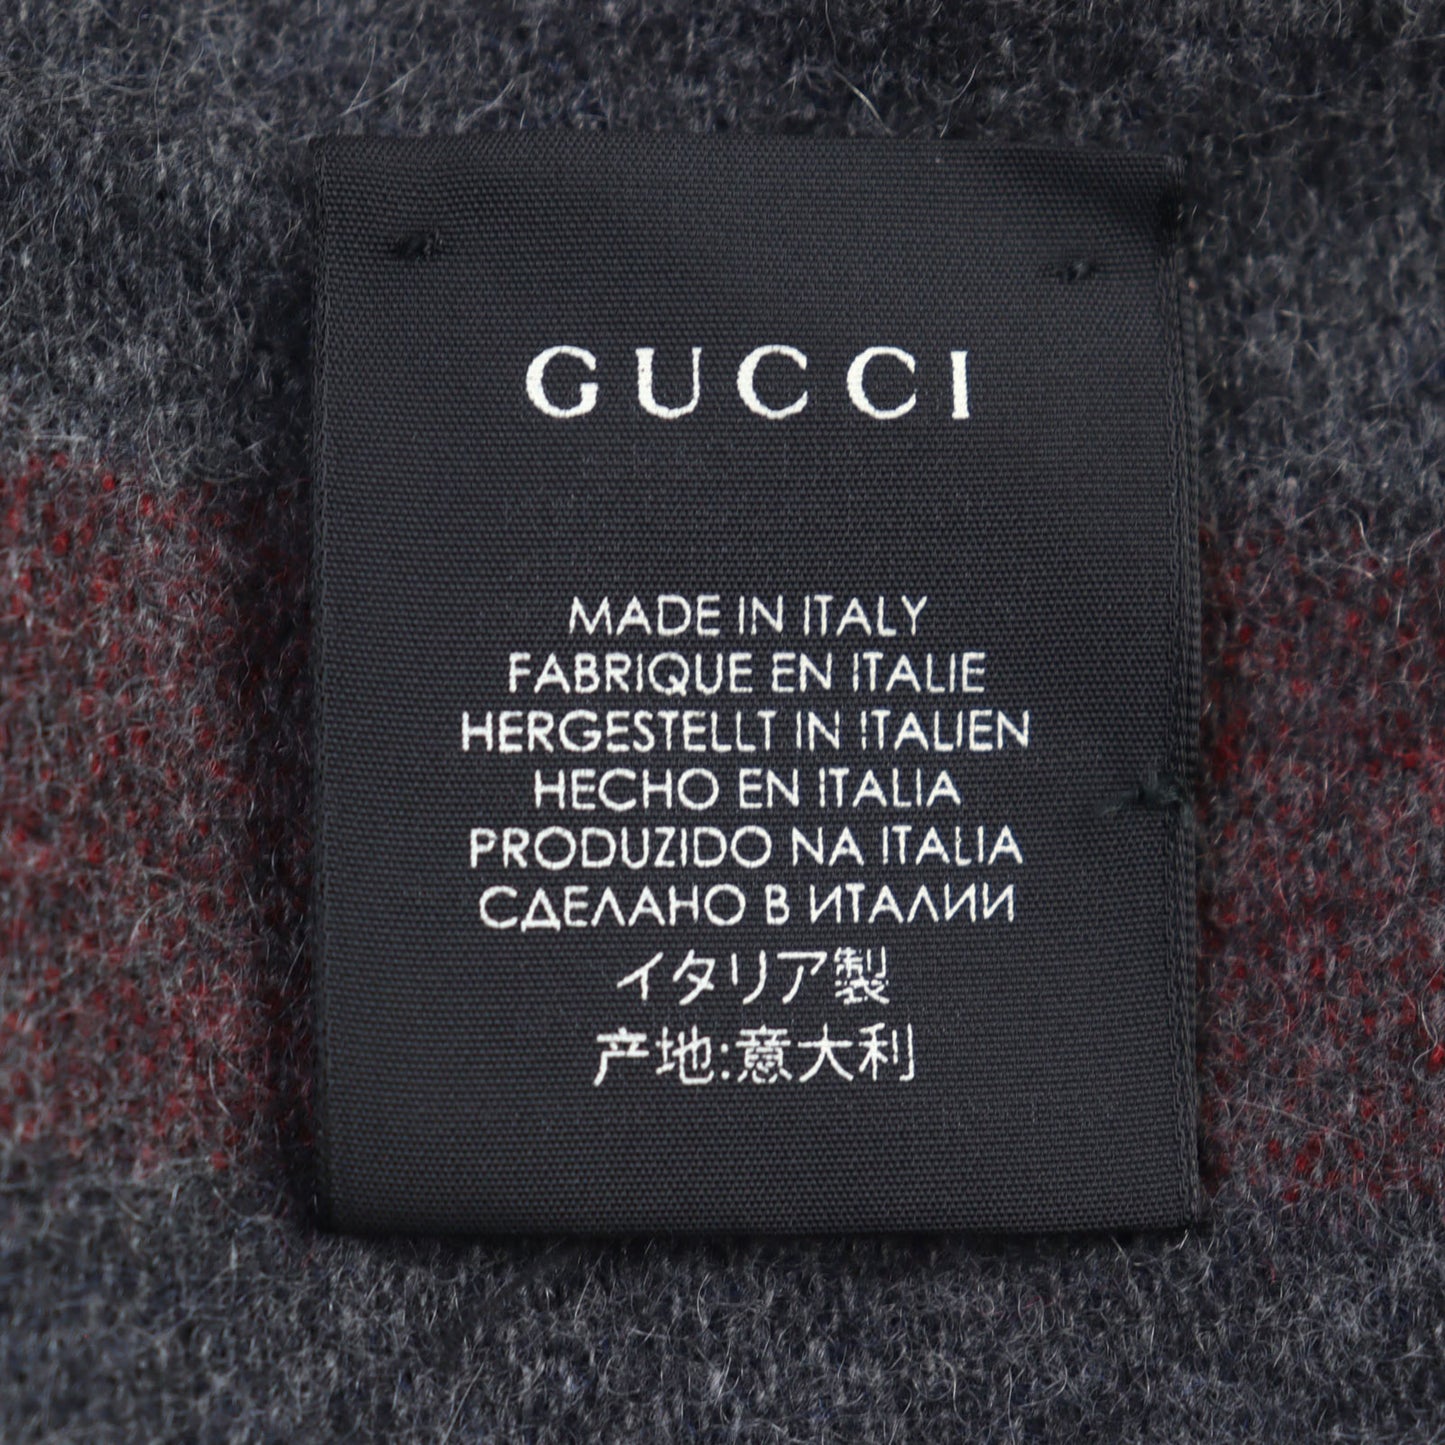 GUCCI
MADE IN ITALY
FABRIQUE EN ITALIE
HERGESTELLT IN ITALIEN
HECHO EN ITALIA
PRODUZIDO NA ITALIA
СДЕЛАНО В ИТАЛИИ
イタリア製
产地:意大利